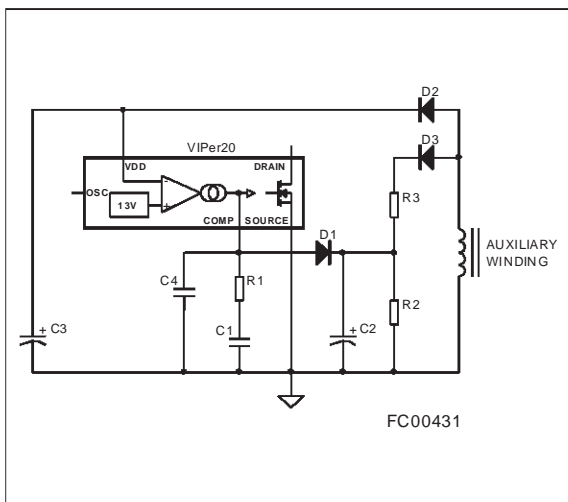 D2
D3
VIPer20
VDD
DRAIN
OSC
-
13V
+
COMP SOURCE
R3
D1
AUXILIARY
WINDING
C4
R1
R2
C1
+ C3
+ C2
FC00431